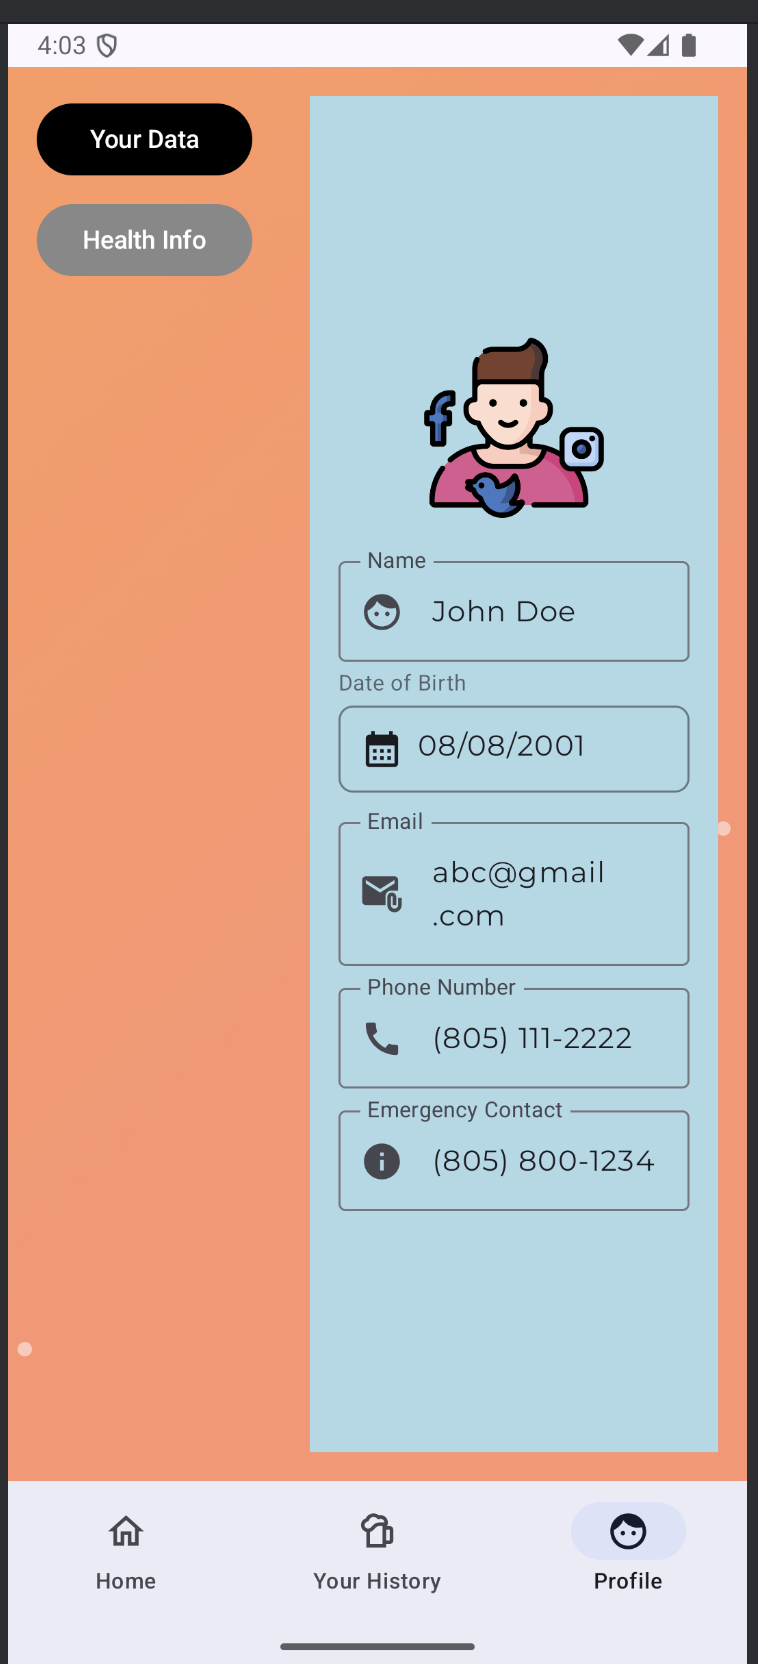 4:03
Your Data
Health Info
Name
John Doe
Date of Birth
08/08/2001
Email
abc@gmail
.com
Phone Number
(805) 111-2222
Emergency Contact
(805) 800-1234
Home
Your History
Profile